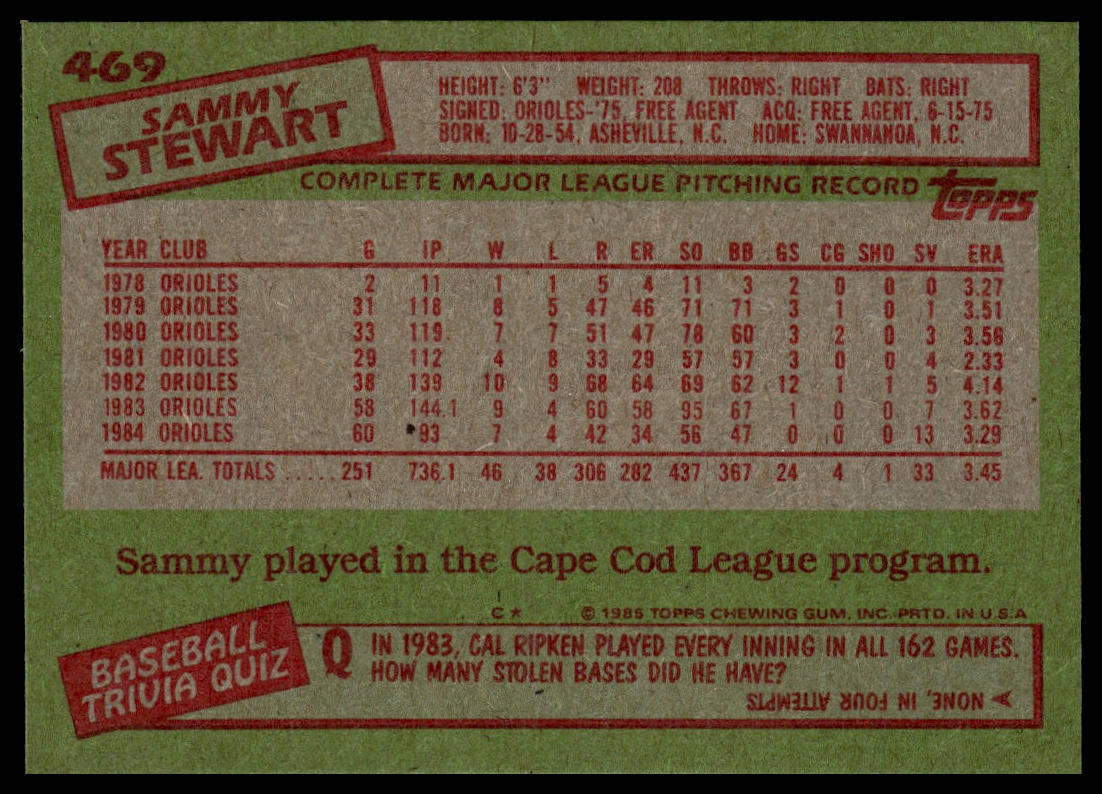 469
SAMMY
STEWART
HEIGHT: 6'3" WEIGHT: 208 THROWS: RIGHT BATS: RIGHT
SIGNED: ORIOLES-'75, FREE AGENT ACQ: FREE AGENT, 6-15-75
BORN: 10-28-54, ASHEVILLE, N.C. HOME: SWANNANOA, N.C.
COMPLETE MAJOR LEAGUE PITCHING RECORD topps
YEAR CLUB G IP W L R ER SO BB GS CG SHO SV ERA
1978 ORIOLES 2 11 1 1 5 4 11 3 2 0 0 0 3.27
1979 ORIOLES 31 118 8 5 47 46 71 71 3 1 0 1 3.51
1980 ORIOLES 33 119 7 7 51 47 78 60 3 2 0 3 3.56
1981 ORIOLES 29 112 4 8 33 29 57 57 3 0 0 4 2.33
1982 ORIOLES 38 139 10 9 68 64 69 62 12 1 1 5 4.14
1983 ORIOLES 58 144.1 9 4 60 58 95 67 1 0 0 7 3.62
1984 ORIOLES 60 93 7 4 42 34 56 47 0 0 0 13 3.29
MAJOR LEA. TOTALS ..... 251 736.1 46 38 306 282 437 367 24 4 1 33 3.45
Sammy played in the Cape Cod League program.
C* © 1985 TOPPS CHEWING GUM, INC. PRTD. IN U.S.A
BASEBALL
TRIVIA QUIZ
Q IN 1983, CAL RIPKEN PLAYED EVERY INNING IN ALL 162 GAMES.
HOW MANY STOLEN BASES DID HE HAVE?
A NONE, IN FOUR ATTEMPTS